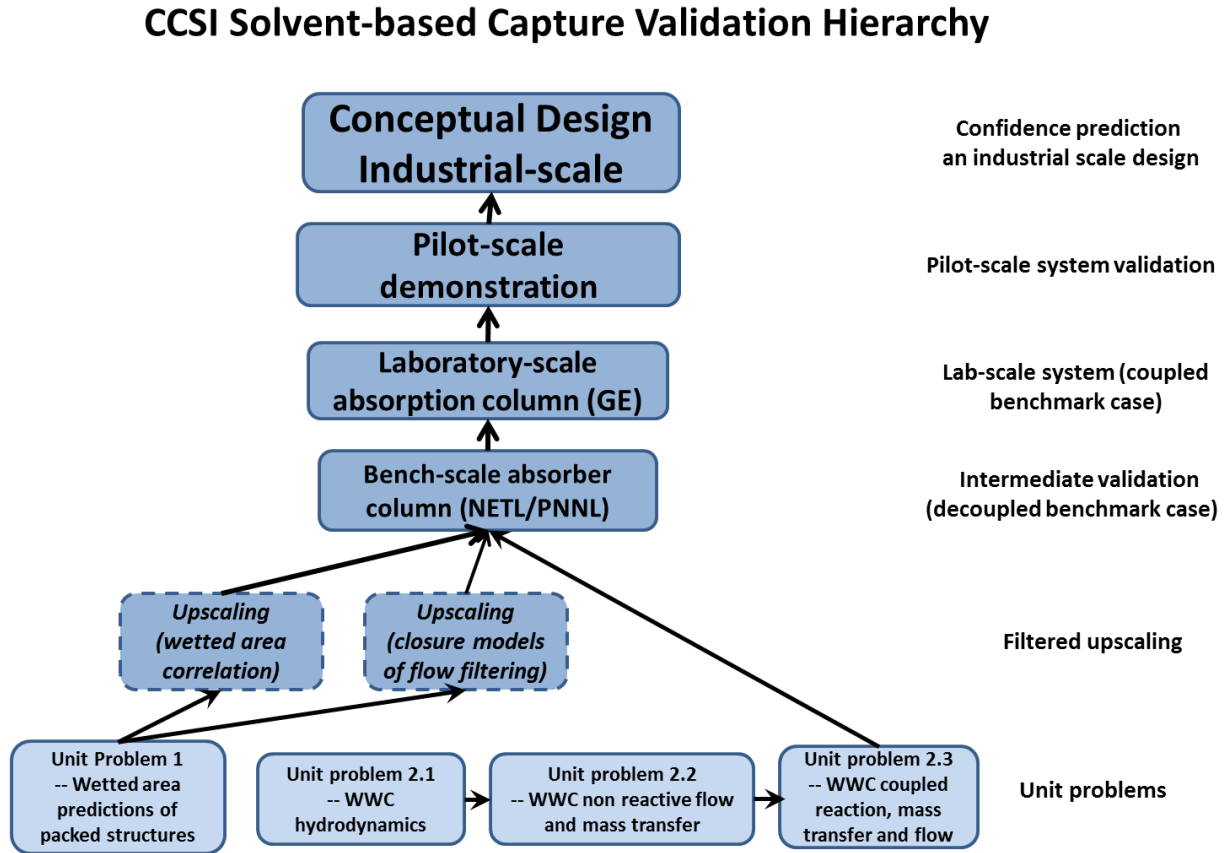 CCSI Solvent-based Capture Validation Hierarchy
Conceptual Design
Industrial-scale
Confidence prediction
an industrial scale design
Pilot-scale
demonstration
Pilot-scale system validation
Laboratory-scale
absorption column (GE)
Lab-scale system (coupled
benchmark case)
Bench-scale absorber
column (NETL/PNNL)
Intermediate validation
(decoupled benchmark case)
Upscaling
(wetted area
correlation)
Upscaling
(closure models
of flow filtering)
Filtered upscaling
Unit Problem 1
-- Wetted area
predictions of
packed structures
Unit problem 2.1
-- WWC
hydrodynamics
Unit problem 2.2
-- WWC non reactive flow
and mass transfer
Unit problem 2.3
-- WWC coupled
reaction, mass
transfer and flow
Unit problems